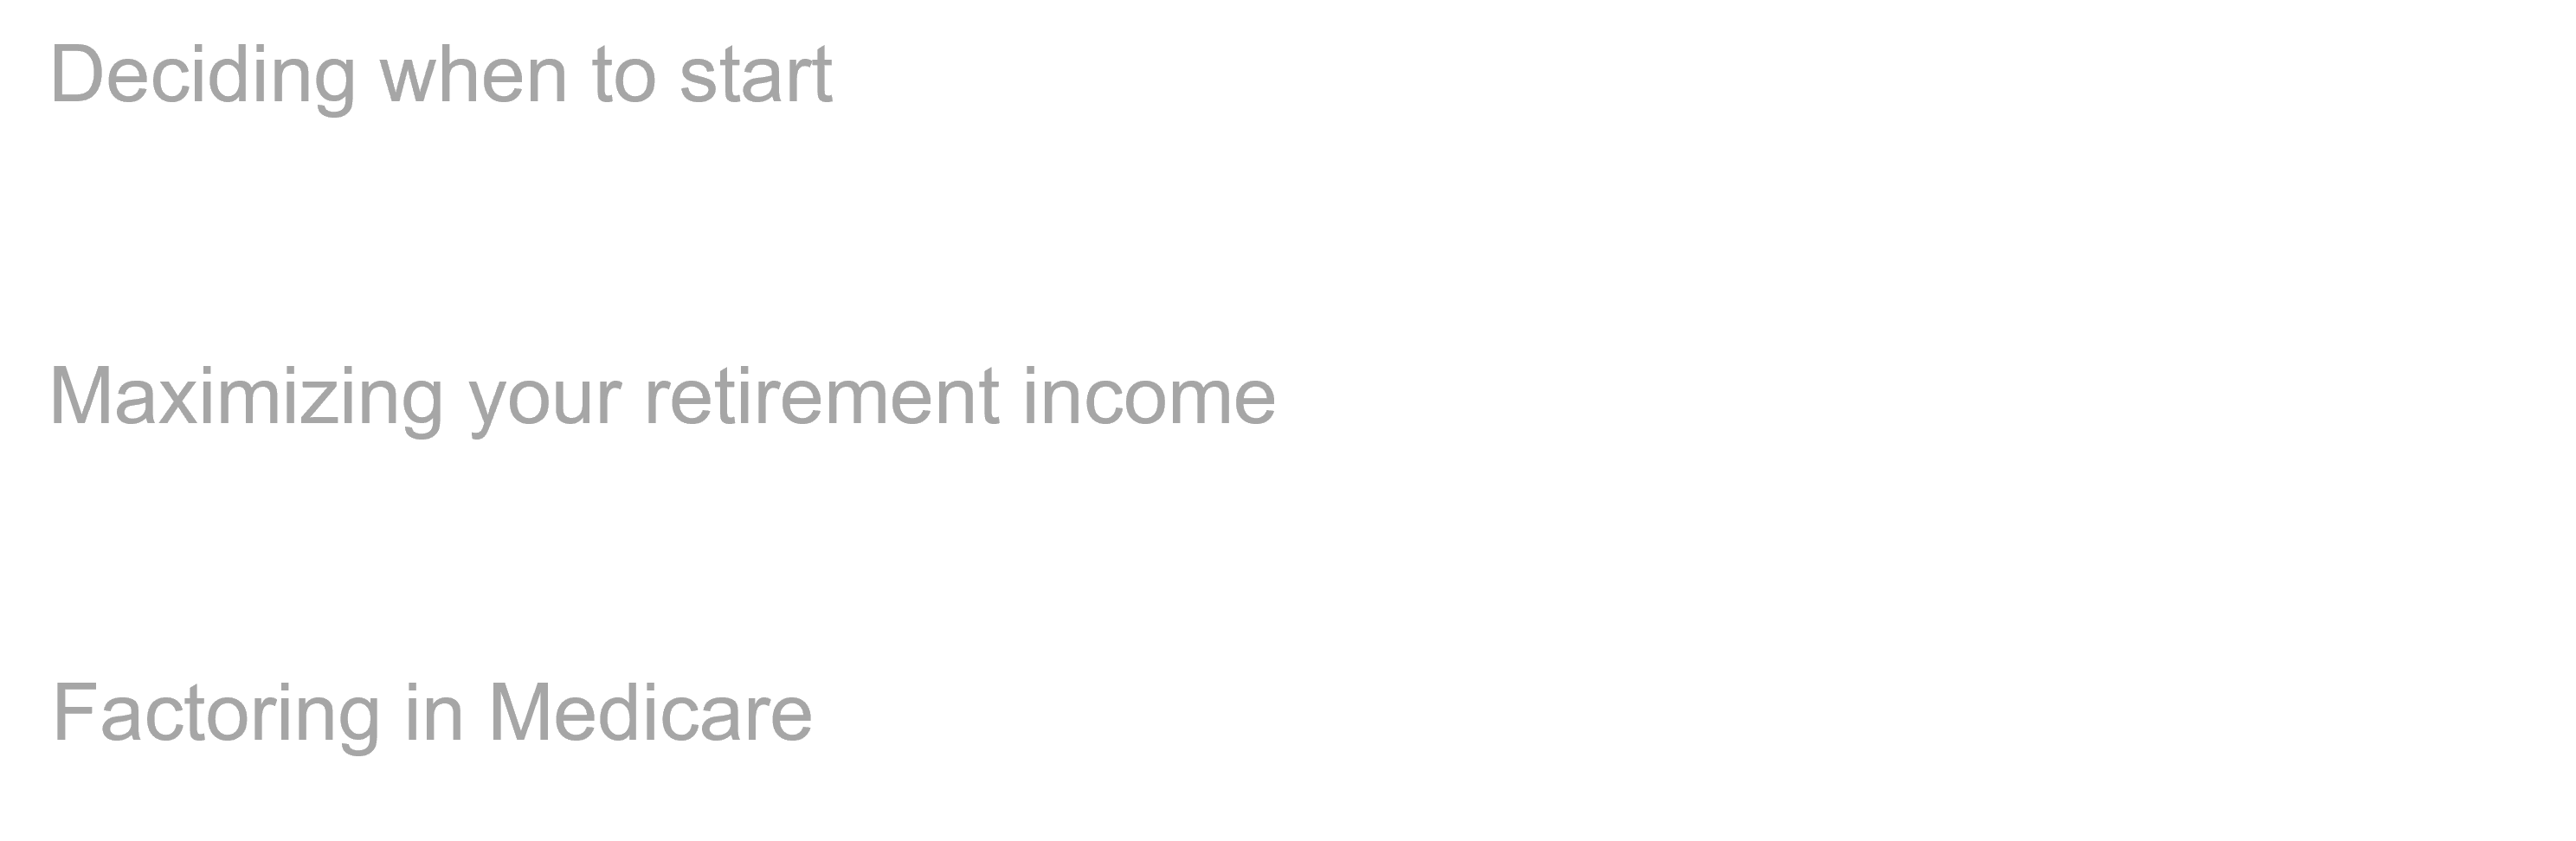 Deciding when to start
Maximizing your retirement income
Factoring in Medicare